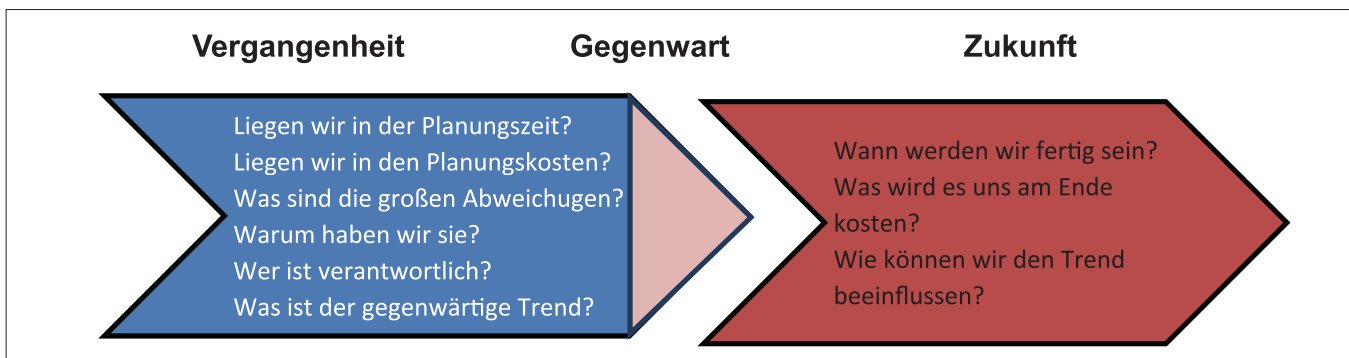 Vergangenheit
Gegenwart
Zukunft
Liegen wir in der Planungszeit?
Liegen wir in den Planungskosten?
Was sind die großen Abweichugen?
Warum haben wir sie?
Wer ist verantwortlich?
Was ist der gegenwärtige Trend?
Wann werden wir fertig sein?
Was wird es uns am Ende
kosten?
Wie können wir den Trend
beeinflussen?